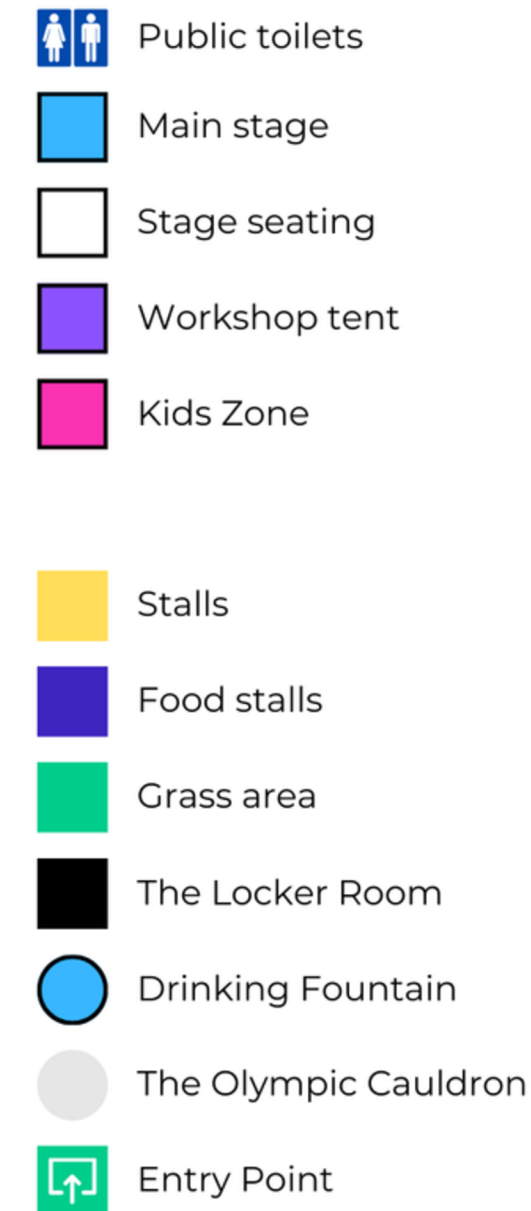 Public toilets
Main stage
Stage seating
Workshop tent
Kids Zone
Stalls
Food stalls
Grass area
The Locker Room
Drinking Fountain
The Olympic Cauldron
Entry Point